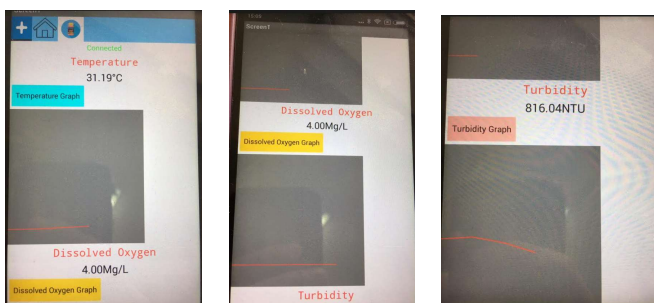 Connected
Temperature
31.19°C
Temperature Graph
Dissolved Oxygen
4.00Mg/L
Dissolved Oxygen Graph
Screen1
Dissolved Oxygen
4.00Mg/L
Dissolved Oxygen Graph
Turbidity
Turbidity
816.04NTU
Turbidity Graph